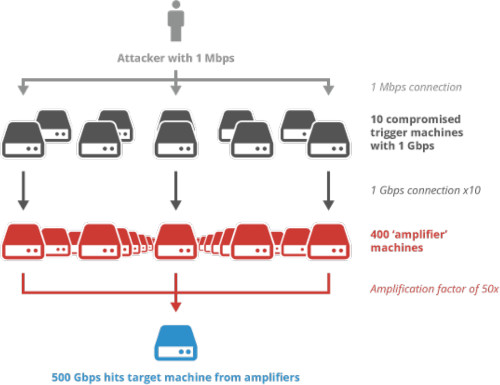 Attacker with 1 Mbps
1 Mbps connection
10 compromised
trigger machines
with 1 Gbps
1 Gbps connection x10
400 ‘amplifier’
machines
Amplification factor of 50x
500 Gbps hits target machine from amplifiers